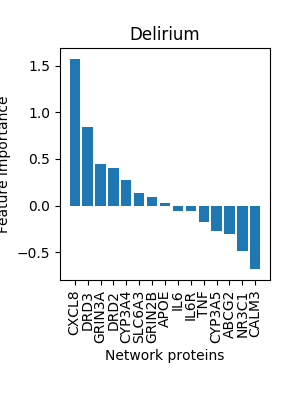 Delirium
Feature importance
1.5
1.0
0.5
0.0
−0.5
CXCL8
DRD3
GRIN3A
DRD2
CYP3A4
SLC6A3
GRIN2B
APOE
IL6
IL6R
TNF
CYP3A5
ABCG2
NR3C1
CALM3
Network proteins